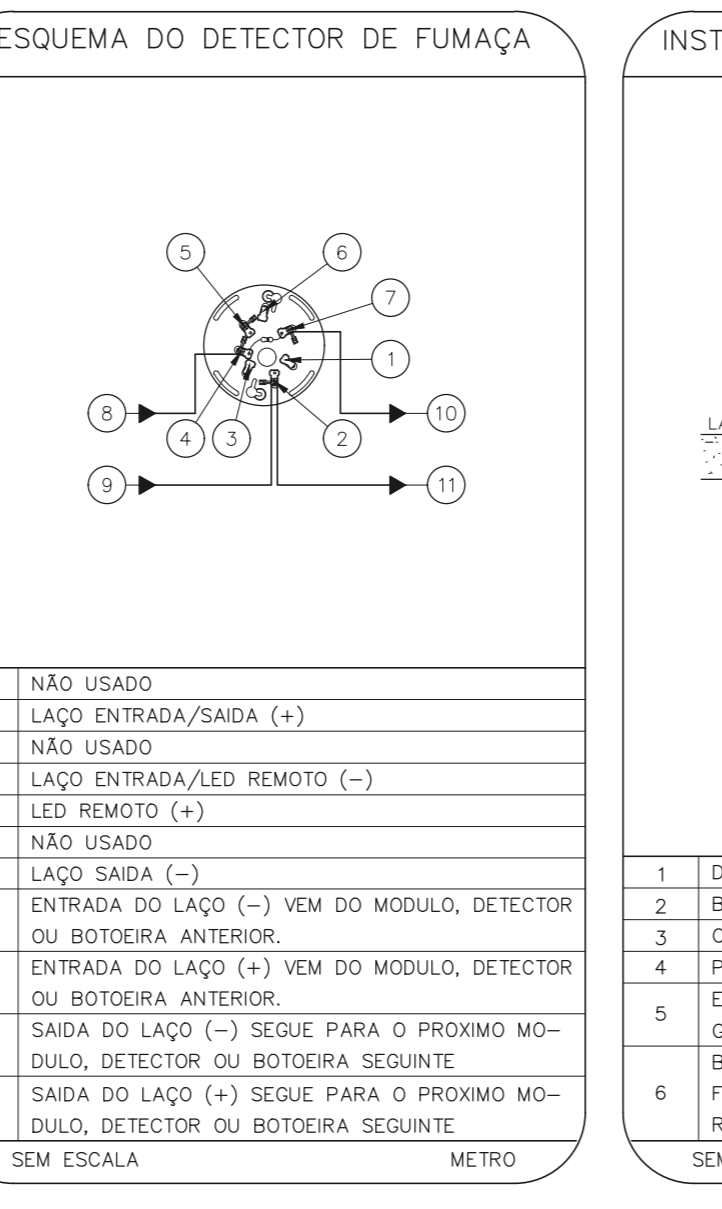 ESQUEMA DO DETECTOR DE FUMAÇA
5
6
7
1
8
10
4
3
2
9
11
NÃO USADO
LAÇO ENTRADA/SAIDA (+)
NÃO USADO
LAÇO ENTRADA/LED REMOTO (−)
LED REMOTO (+)
NÃO USADO
LAÇO SAIDA (−)
ENTRADA DO LAÇO (−) VEM DO MODULO, DETECTOR
OU BOTOEIRA ANTERIOR.
ENTRADA DO LAÇO (+) VEM DO MODULO, DETECTOR
OU BOTOEIRA ANTERIOR.
SAIDA DO LAÇO (−) SEGUE PARA O PROXIMO MO−
DULO, DETECTOR OU BOTOEIRA SEGUINTE
SAIDA DO LAÇO (+) SEGUE PARA O PROXIMO MO−
DULO, DETECTOR OU BOTOEIRA SEGUINTE
SEM ESCALA METRO
INST
LA
1
2 B
3
4 P
5 E
G
B
6 F
R
SEM